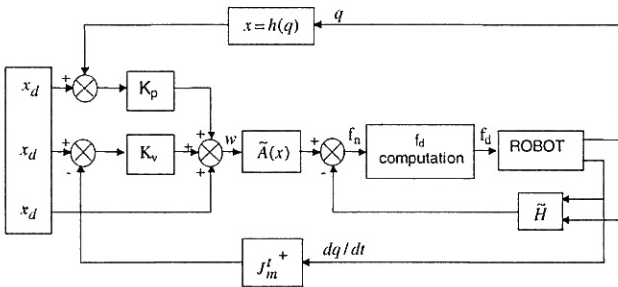 x = h(q)
q
x_d
+
K_p
+
x_d
+
-
K_v
+
+
w
Ã(x)
+
-
f_n
f_d
computation
f_d
ROBOT
x_d
H̃
J_m^t +
dq/dt